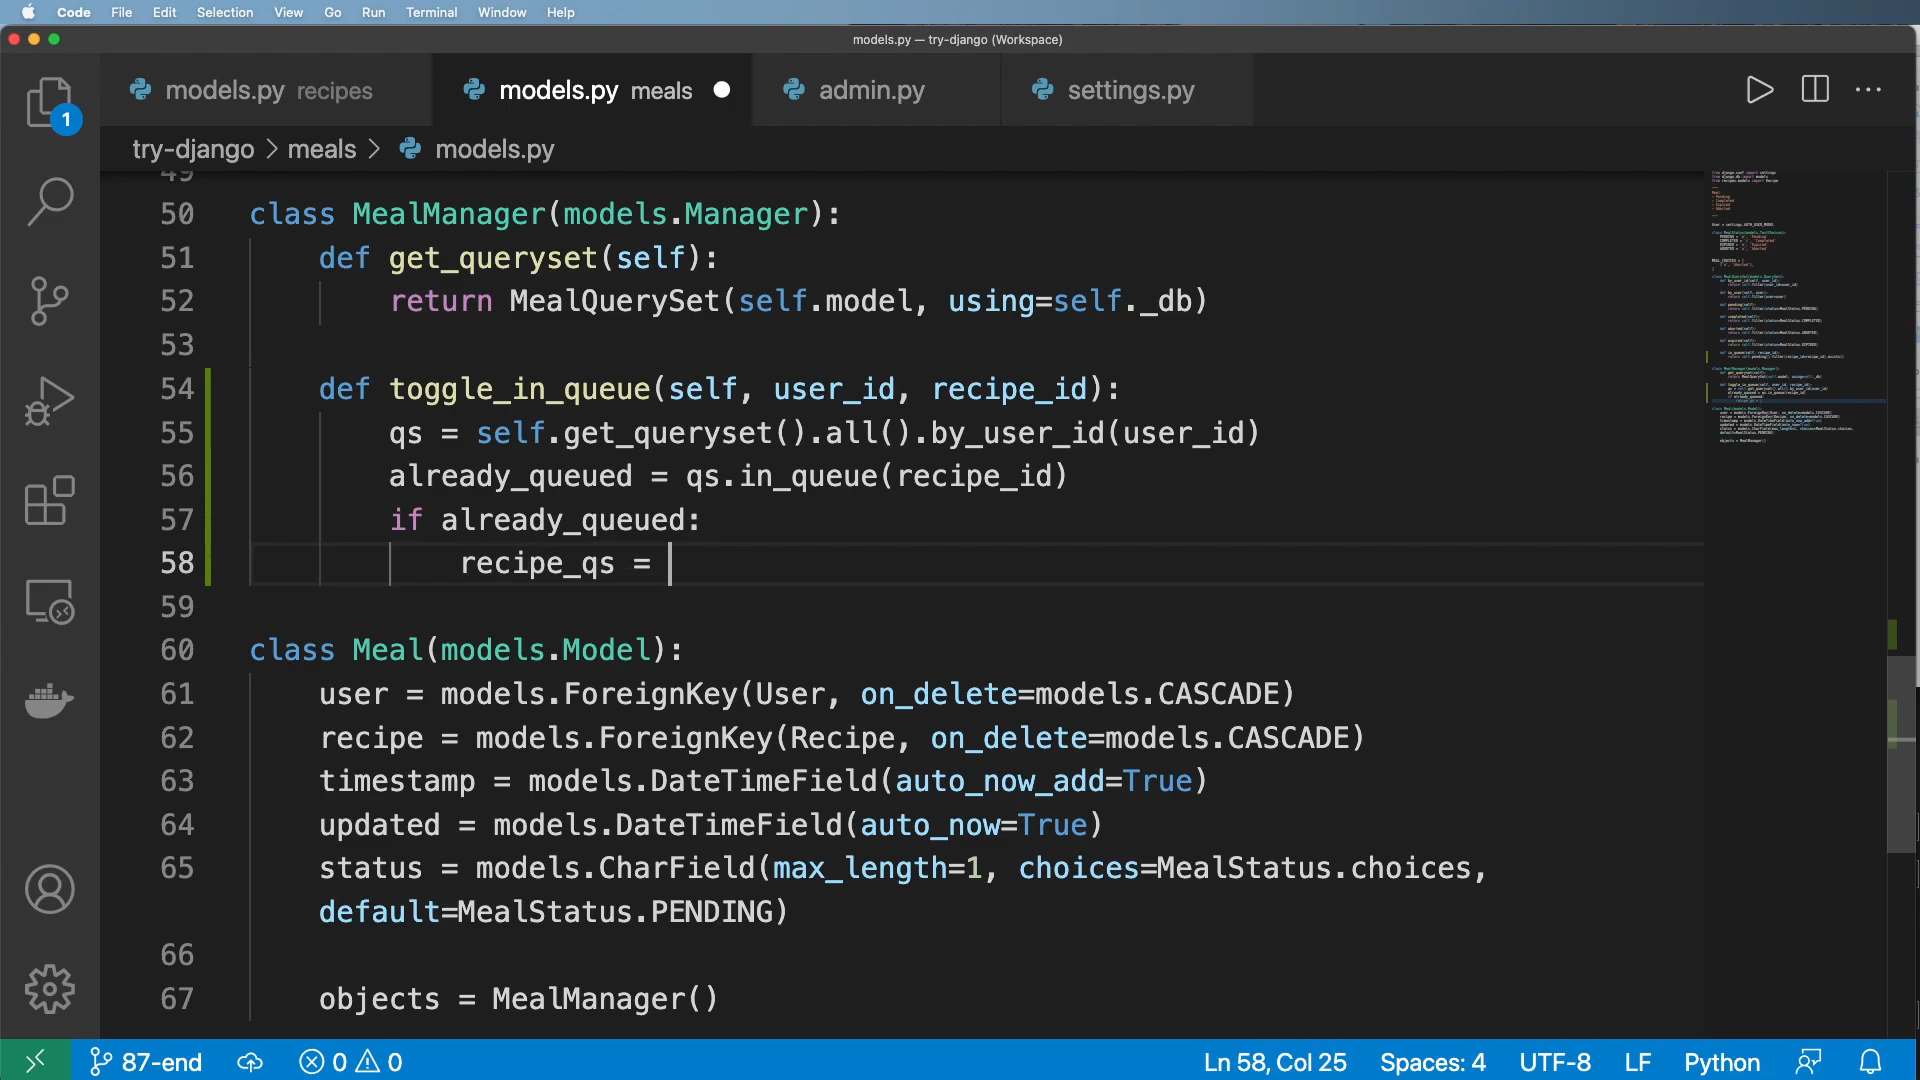 Code File Edit Selection View Go Run Terminal Window Help
models.py — try-django (Workspace)
models.py recipes models.py meals admin.py settings.py
1
try-django > meals > models.py
49
50 class MealManager(models.Manager):
51 def get_queryset(self):
52 return MealQuerySet(self.model, using=self._db)
53
54 def toggle_in_queue(self, user_id, recipe_id):
55 qs = self.get_queryset().all().by_user_id(user_id)
56 already_queued = qs.in_queue(recipe_id)
57 if already_queued:
58 recipe_qs =
59
60 class Meal(models.Model):
61 user = models.ForeignKey(User, on_delete=models.CASCADE)
62 recipe = models.ForeignKey(Recipe, on_delete=models.CASCADE)
63 timestamp = models.DateTimeField(auto_now_add=True)
64 updated = models.DateTimeField(auto_now=True)
65 status = models.CharField(max_length=1, choices=MealStatus.choices,
default=MealStatus.PENDING)
66
67 objects = MealManager()
87-end 0 0 Ln 58, Col 25 Spaces: 4 UTF-8 LF Python